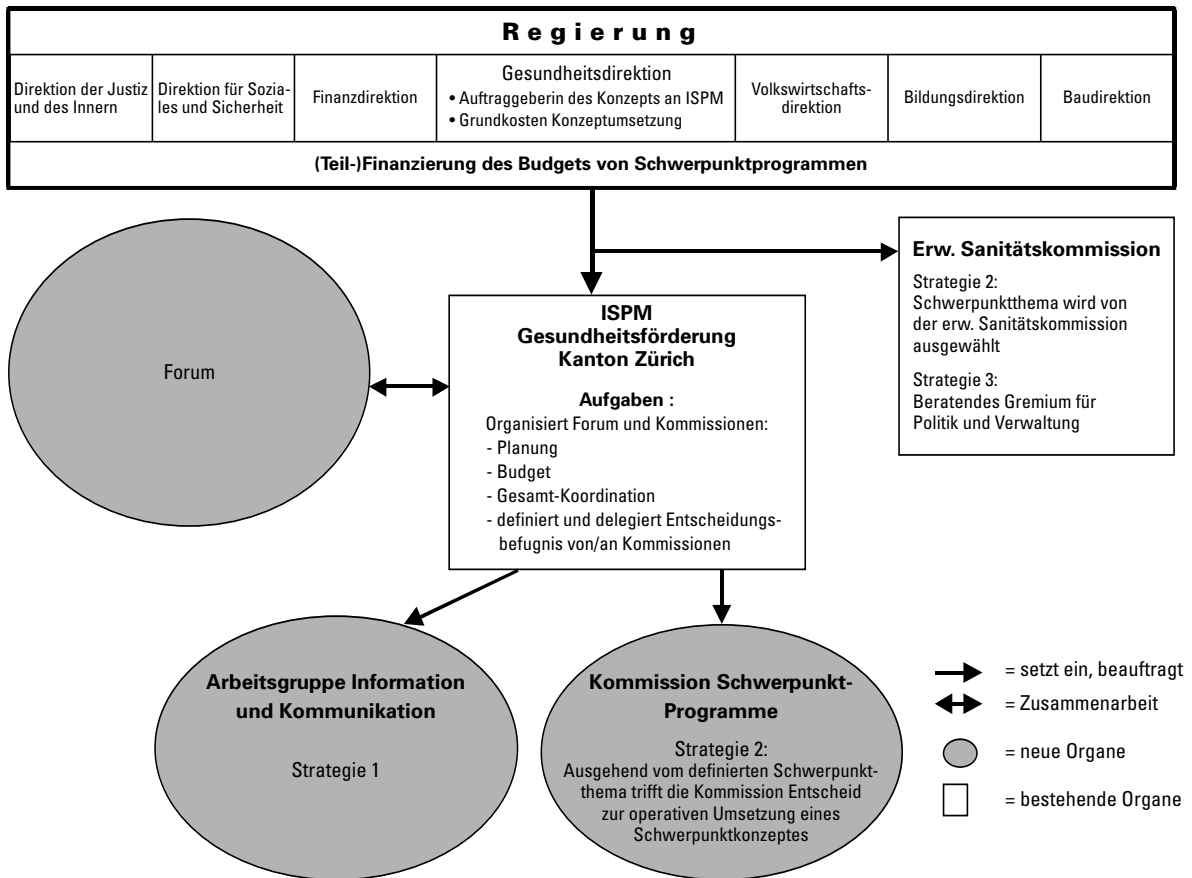 Regierung
Direktion der Justiz
und des Innern
Direktion für Sozia-
les und Sicherheit
Finanzdirektion
Gesundheitsdirektion
• Auftraggeberin des Konzepts an ISPM
• Grundkosten Konzeptumsetzung
Volkswirtschafts-
direktion
Bildungsdirektion
Baudirektion
(Teil-)Finanzierung des Budgets von Schwerpunktprogrammen
Forum
ISPM
Gesundheitsförderung
Kanton Zürich
Aufgaben :
Organisiert Forum und Kommissionen:
- Planung
- Budget
- Gesamt-Koordination
- definiert und delegiert Entscheidungs-
befugnis von/an Kommissionen
Erw. Sanitätskommission
Strategie 2:
Schwerpunktthema wird von
der erw. Sanitätskommission
ausgewählt
Strategie 3:
Beratendes Gremium für
Politik und Verwaltung
Arbeitsgruppe Information
und Kommunikation
Strategie 1
Kommission Schwerpunkt-
Programme
Strategie 2:
Ausgehend vom definierten Schwerpunkt-
thema trifft die Kommission Entscheid
zur operativen Umsetzung eines
Schwerpunktkonzeptes
= setzt ein, beauftragt
= Zusammenarbeit
= neue Organe
= bestehende Organe